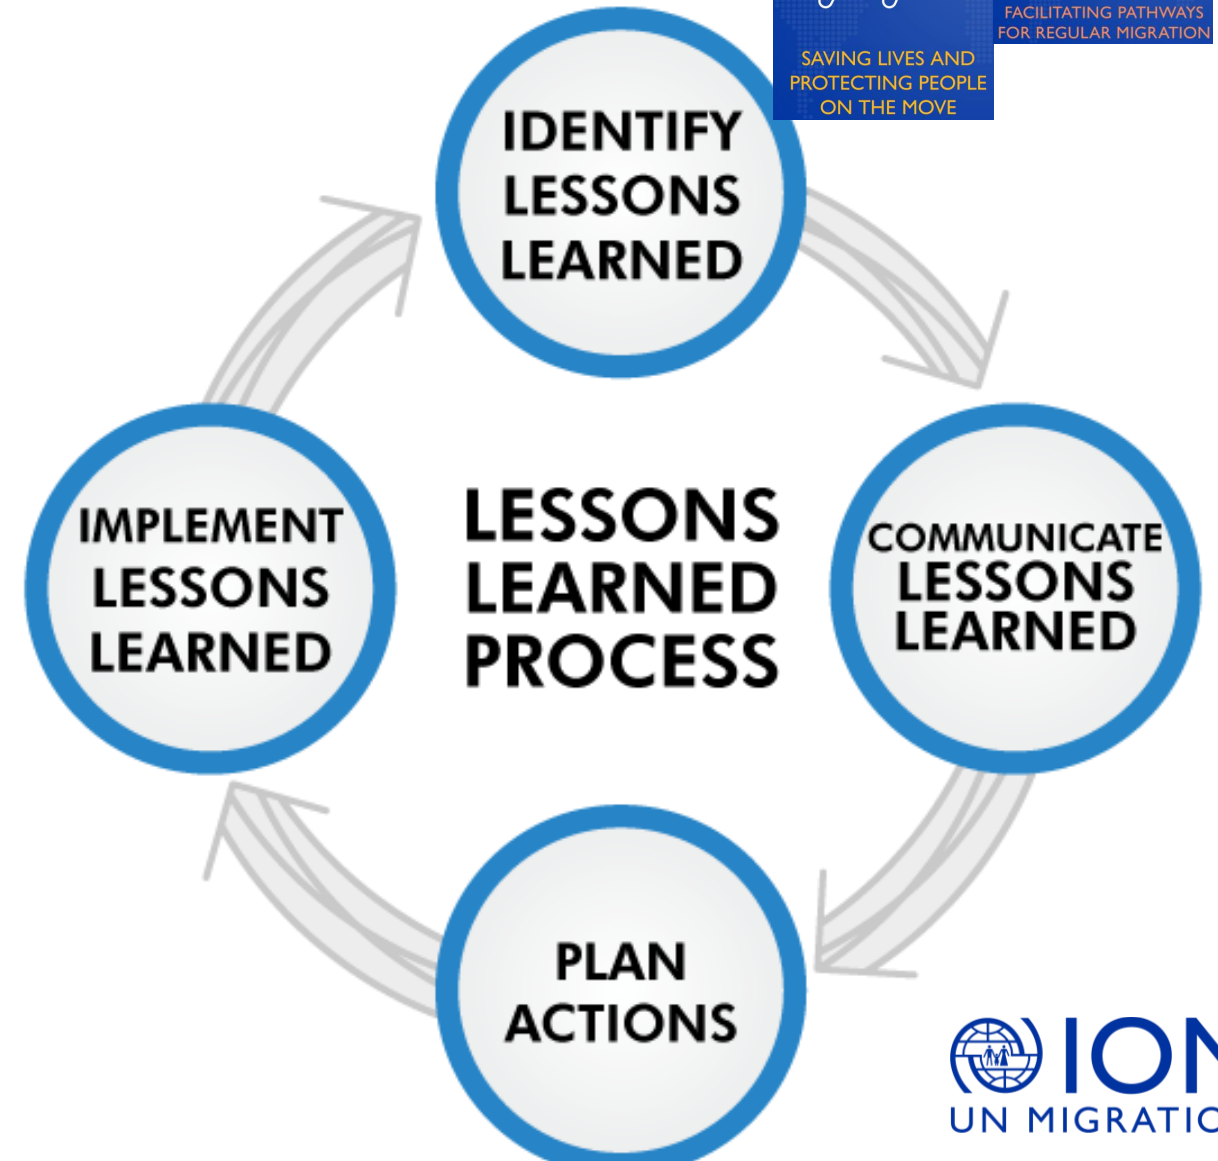 FACILITATING PATHWAYS
FOR REGULAR MIGRATION
SAVING LIVES AND
PROTECTING PEOPLE
ON THE MOVE
IDENTIFY
LESSONS
LEARNED
IMPLEMENT
LESSONS
LEARNED
LESSONS
LEARNED
PROCESS
COMMUNICATE
LESSONS
LEARNED
PLAN
ACTIONS
UN